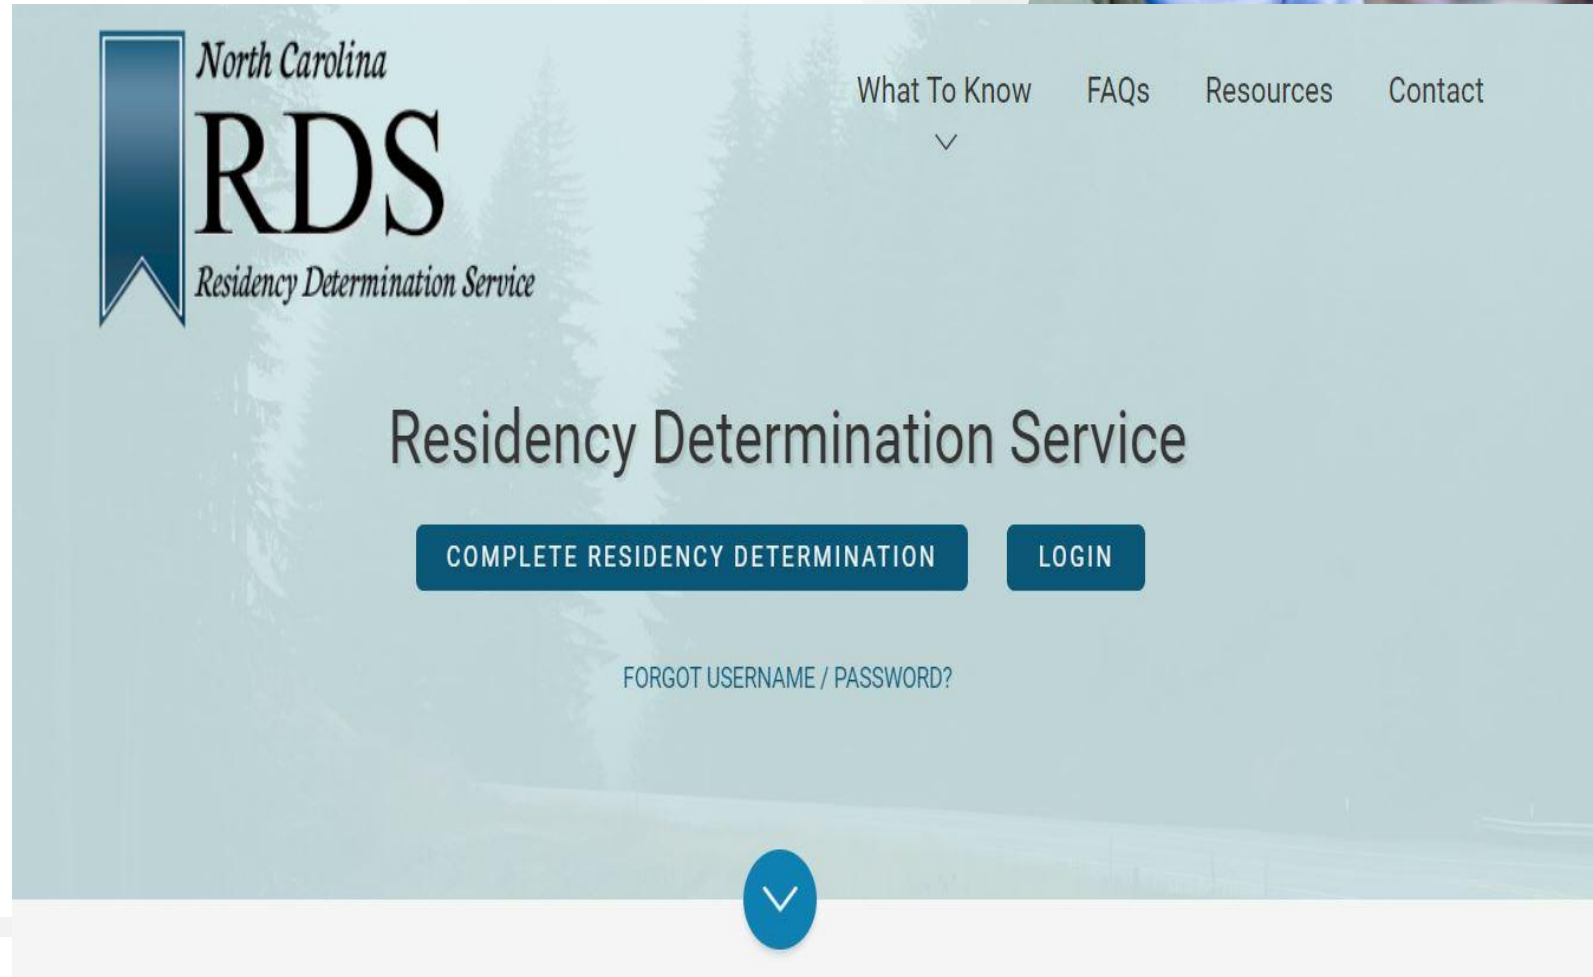 North Carolina
RDS
Residency Determination Service
What To Know FAQs Resources Contact
Residency Determination Service
COMPLETE RESIDENCY DETERMINATION LOGIN
FORGOT USERNAME / PASSWORD?